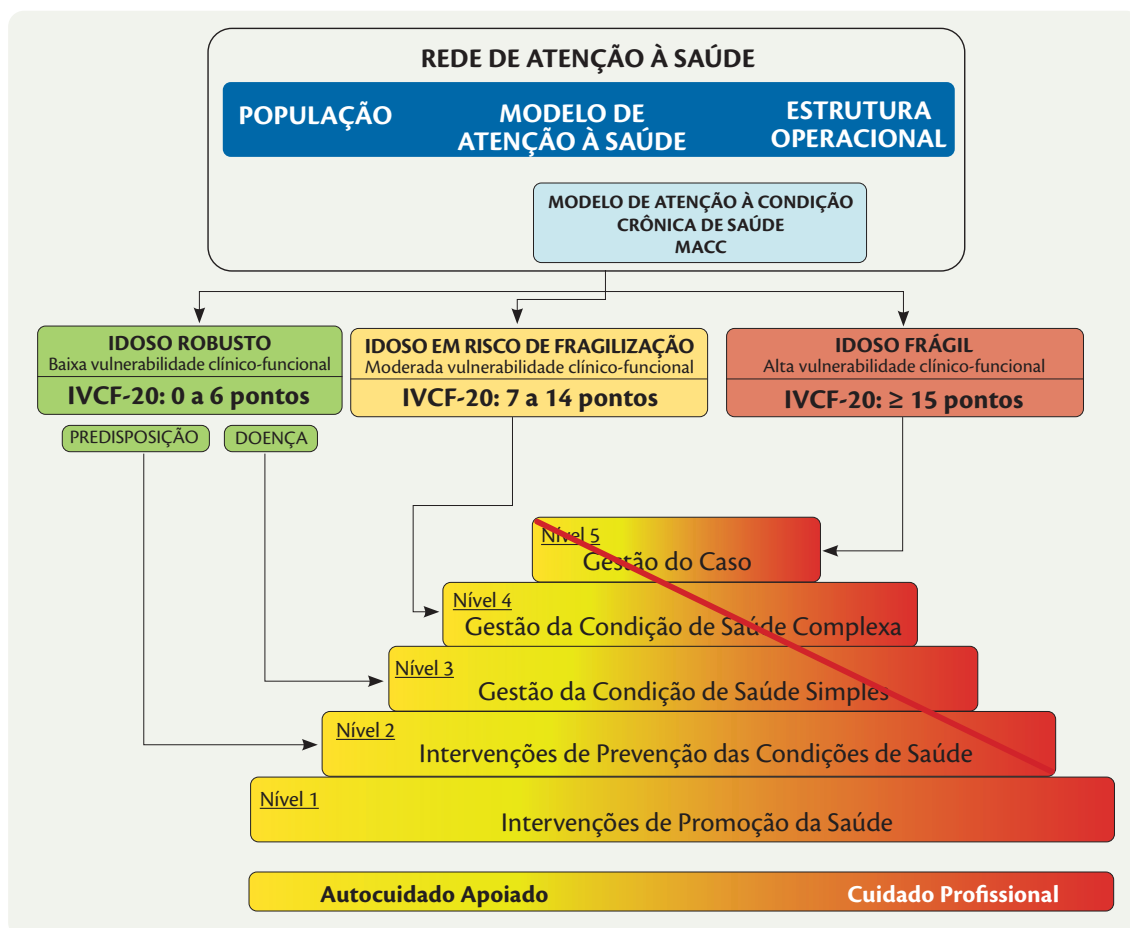 REDE DE ATENÇÃO À SAÚDE
POPULAÇÃO
MODELO DE
ATENÇÃO À SAÚDE
ESTRUTURA
OPERACIONAL
MODELO DE ATENÇÃO À CONDIÇÃO
CRÔNICA DE SAÚDE
MACC
IDOSO ROBUSTO
Baixa vulnerabilidade clínico-funcional
IVCF-20: 0 a 6 pontos
IDOSO EM RISCO DE FRAGILIZAÇÃO
Moderada vulnerabilidade clínico-funcional
IVCF-20: 7 a 14 pontos
IDOSO FRÁGIL
Alta vulnerabilidade clínico-funcional
IVCF-20: ≥ 15 pontos
PREDISPOSIÇÃO
DOENÇA
Nível 5
Gestão do Caso
Nível 4
Gestão da Condição de Saúde Complexa
Nível 3
Gestão da Condição de Saúde Simples
Nível 2
Intervenções de Prevenção das Condições de Saúde
Nível 1
Intervenções de Promoção da Saúde
Autocuidado Apoiado
Cuidado Profissional